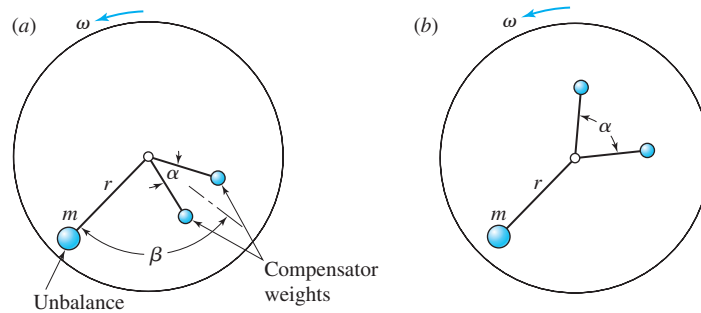 (a)
ω
r
α
m
β
Unbalance
Compensator
weights
(b)
ω
α
r
m